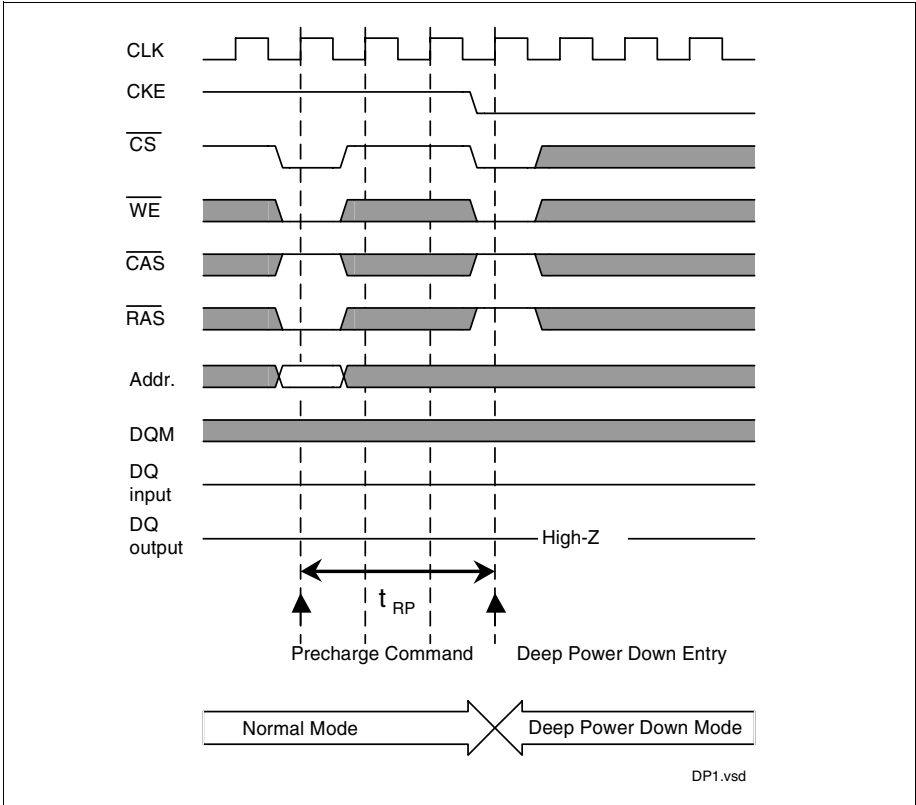 CLK
CKE
CS
WE
CAS
RAS
Addr.
DQM
DQ
input
DQ
output
High-Z
t RP
Precharge Command
Deep Power Down Entry
Normal Mode
Deep Power Down Mode
DP1.vsd